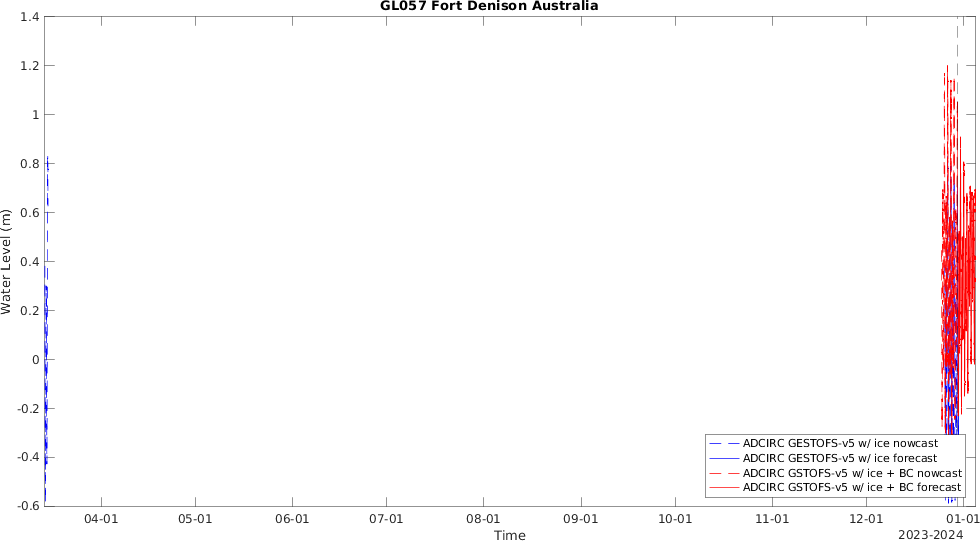 GL057 Fort Denison Australia
1.4
1.2
1
0.8
0.6
0.4
0.2
0
-0.2
-0.4
-0.6
Water Level (m)
ADCIRC GESTOFS-v5 w/ ice nowcast
ADCIRC GESTOFS-v5 w/ ice forecast
ADCIRC GSTOFS-v5 w/ ice + BC nowcast
ADCIRC GSTOFS-v5 w/ ice + BC forecast
04-01 05-01 06-01 07-01 08-01 09-01 10-01 11-01 12-01 01-01
Time
2023-2024